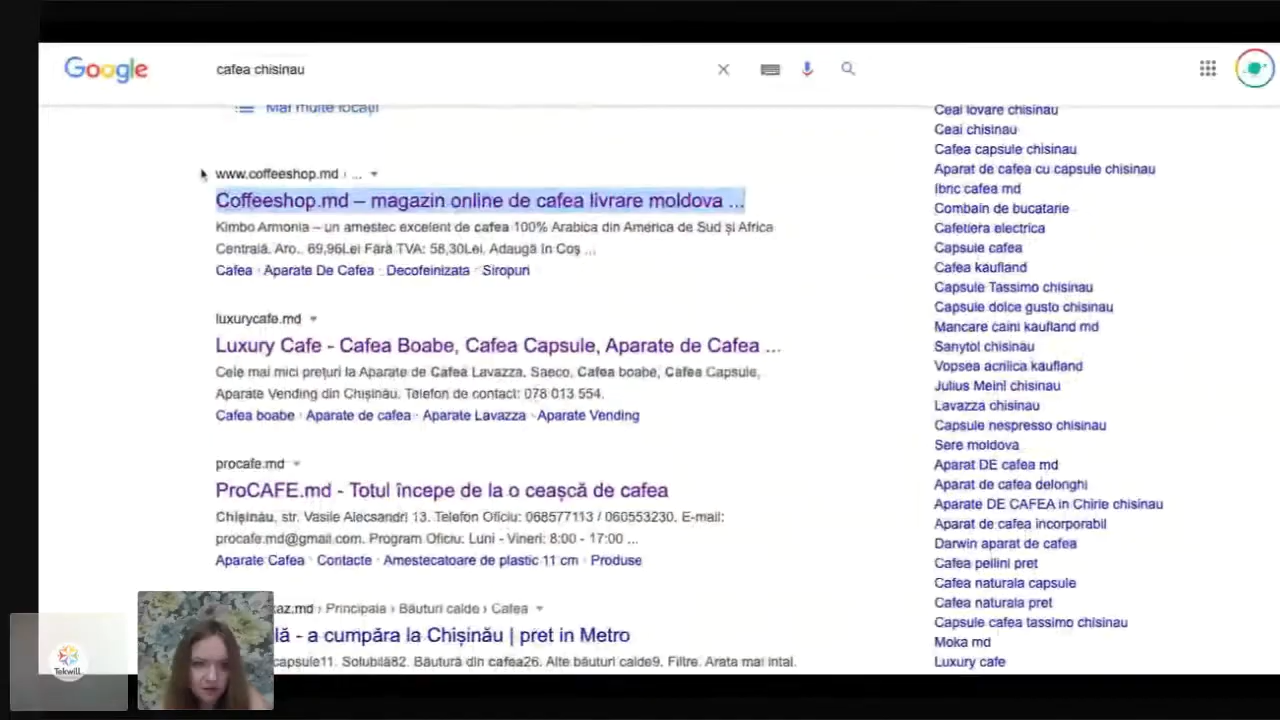 Google
cafea chisinau
Mai multe locații
www.coffeeshop.md › ...
Coffeeshop.md – magazin online de cafea livrare moldova ...
Kimbo Armonia – un amestec excelent de cafea 100% Arabica din America de Sud și Africa
Centrală. Aro.. 69,96Lei Fără TVA: 58,30Lei. Adaugă în Coș ...
Cafea · Aparate De Cafea · Decofeinizata · Siropuri
luxurycafe.md
Luxury Cafe - Cafea Boabe, Cafea Capsule, Aparate de Cafea ...
Cele mai mici prețuri la Aparate de Cafea Lavazza, Saeco, Cafea boabe, Cafea Capsule,
Aparate Vending din Chișinău. Telefon de contact: 078 013 554.
Cafea boabe · Aparate de cafea · Aparate Lavazza · Aparate Vending
procafe.md
ProCAFE.md - Totul începe de la o ceașcă de cafea
Chișinău, str. Vasile Alecsandri 13. Telefon Oficiu: 068577113 / 060553230. E-mail:
procafe.md@gmail.com. Program Oficiu: Luni - Vineri: 8:00 - 17:00 ...
Aparate Cafea · Contacte · Amestecatoare de plastic 11 cm · Produse
kaz.md › Principala › Băuturi calde › Cafea
lă - a cumpăra la Chișinău | pret in Metro
capsule11. Solubilă82. Băutură din cafea26. Alte băuturi calde9. Filtre. Arata mai intai.
Ceai lovare chisinau
Ceai chisinau
Cafea capsule chisinau
Aparat de cafea cu capsule chisinau
Ibric cafea md
Combain de bucatarie
Cafetiera electrica
Capsule cafea
Cafea kaufland
Capsule Tassimo chisinau
Capsule dolce gusto chisinau
Mancare caini kaufland md
Sanytol chisinau
Vopsea acrilica kaufland
Julius Meinl chisinau
Lavazza chisinau
Capsule nespresso chisinau
Sere moldova
Aparat DE cafea md
Aparat de cafea delonghi
Aparate DE CAFEA in Chirie chisinau
Aparat de cafea incorporabil
Darwin aparat de cafea
Cafea pellini pret
Cafea naturala capsule
Cafea naturala pret
Capsule cafea tassimo chisinau
Moka md
Luxury cafe
Tekwill